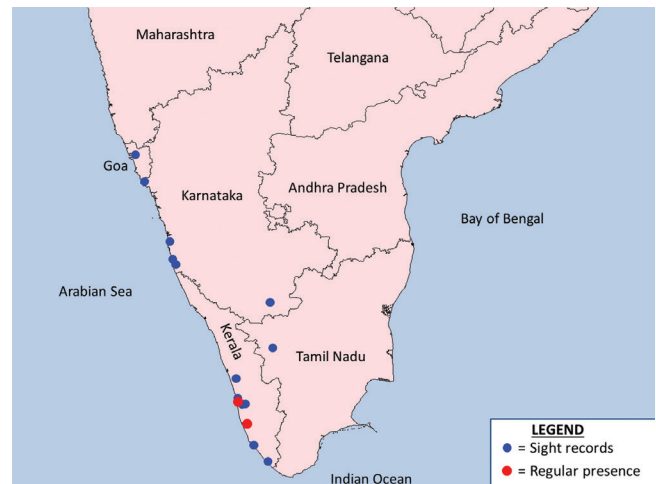 Maharashtra
Telangana
Goa
Karnataka
Andhra Pradesh
Bay of Bengal
Arabian Sea
Kerala
Tamil Nadu
LEGEND
= Sight records
= Regular presence
Indian Ocean